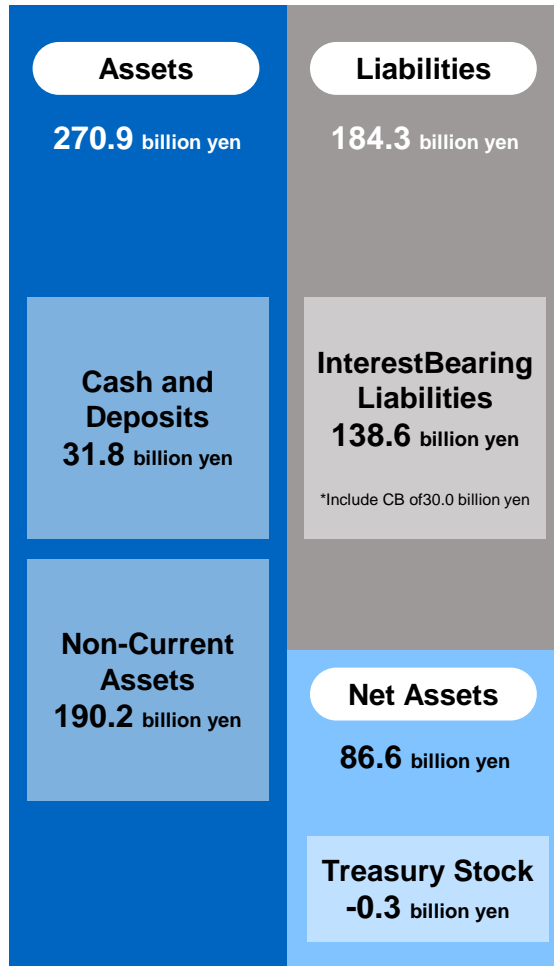 Assets
270.9 billion yen
Cash and
Deposits
31.8 billion yen
Non-Current
Assets
190.2 billion yen
Liabilities
184.3 billion yen
InterestBearing
Liabilities
138.6 billion yen
*Include CB of30.0 billion yen
Net Assets
86.6 billion yen
Treasury Stock
-0.3 billion yen